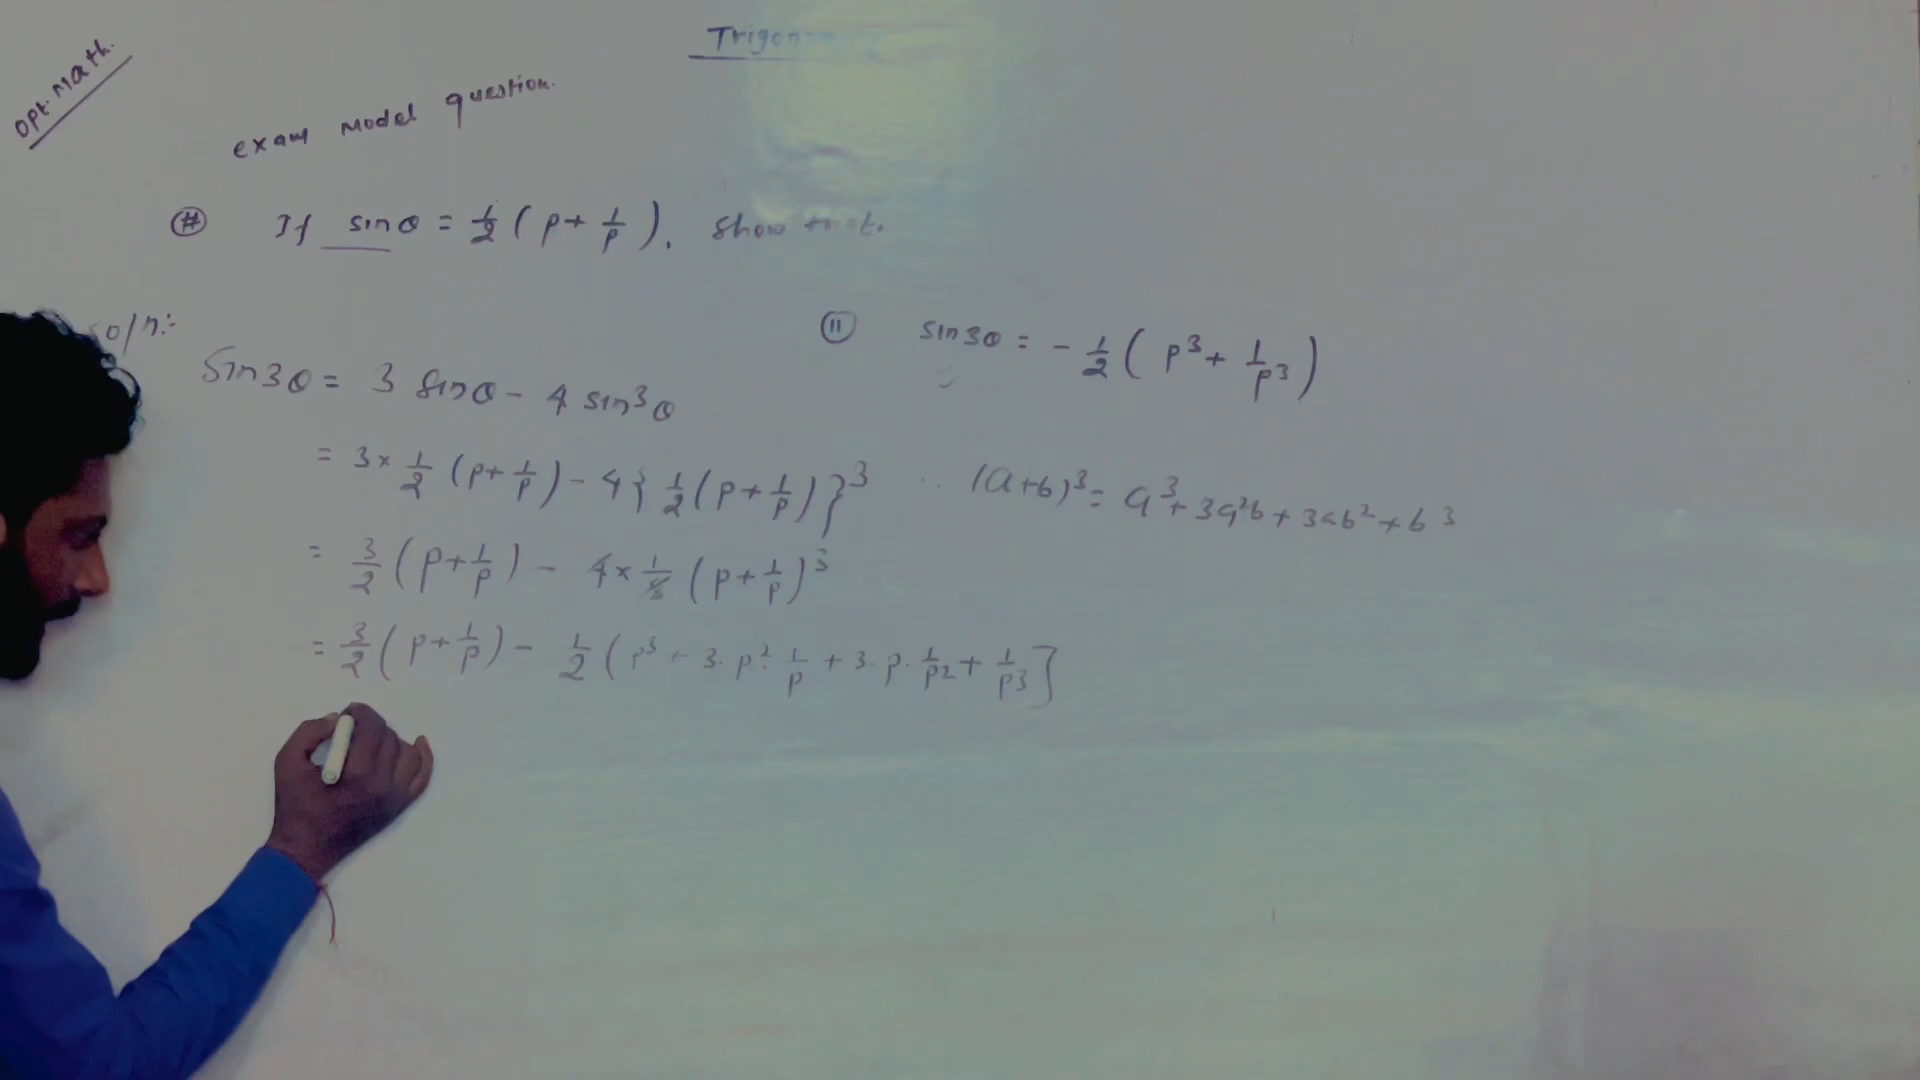 Opt. Math.
Trigon
exam model question.
# If sinθ = 1/2 (p + 1/p), show that.
so/n:-
(ii) sin3θ = - 1/2 (p³ + 1/p³)
Sin3θ = 3 sinθ - 4 sin³θ
= 3 × 1/2 (p + 1/p) - 4 { 1/2 (p + 1/p) }³
(a+b)³ = a³ + 3a²b + 3ab² + b³
= 3/2 (p + 1/p) - 4 × 1/8 (p + 1/p)³
= 3/2 (p + 1/p) - 1/2 ( p³ + 3. p². 1/p + 3. p. 1/p2 + 1/p3 ]